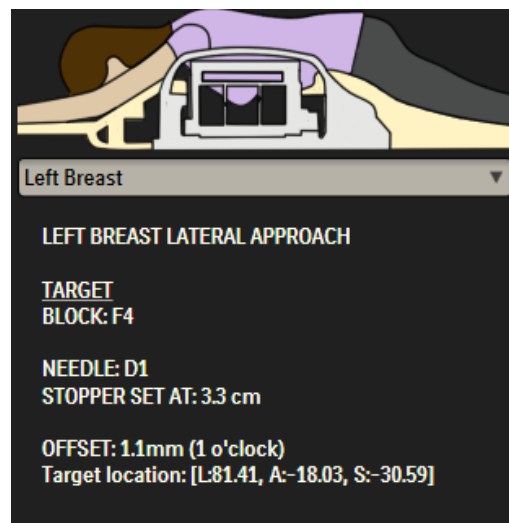 Left Breast
LEFT BREAST LATERAL APPROACH
TARGET
BLOCK: F4
NEEDLE: D1
STOPPER SET AT: 3.3 cm
OFFSET: 1.1mm (1 o'clock)
Target location: [L:81.41, A:-18.03, S:-30.59]